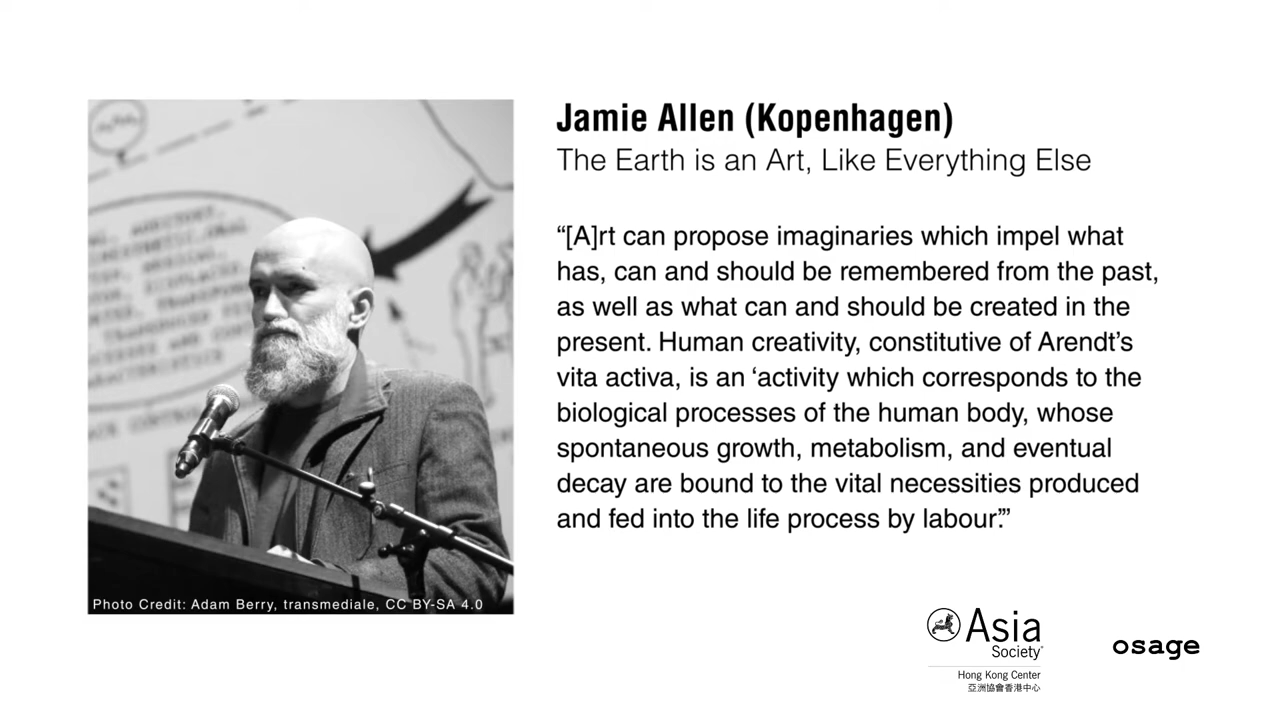 Jamie Allen (Kopenhagen)
The Earth is an Art, Like Everything Else
“[A]rt can propose imaginaries which impel what
has, can and should be remembered from the past,
as well as what can and should be created in the
present. Human creativity, constitutive of Arendt’s
vita activa, is an ‘activity which corresponds to the
biological processes of the human body, whose
spontaneous growth, metabolism, and eventual
decay are bound to the vital necessities produced
and fed into the life process by labour.’”
Photo Credit: Adam Berry, transmediale, CC BY-SA 4.0
Asia
Society
Hong Kong Center
亞洲協會香港中心
osage